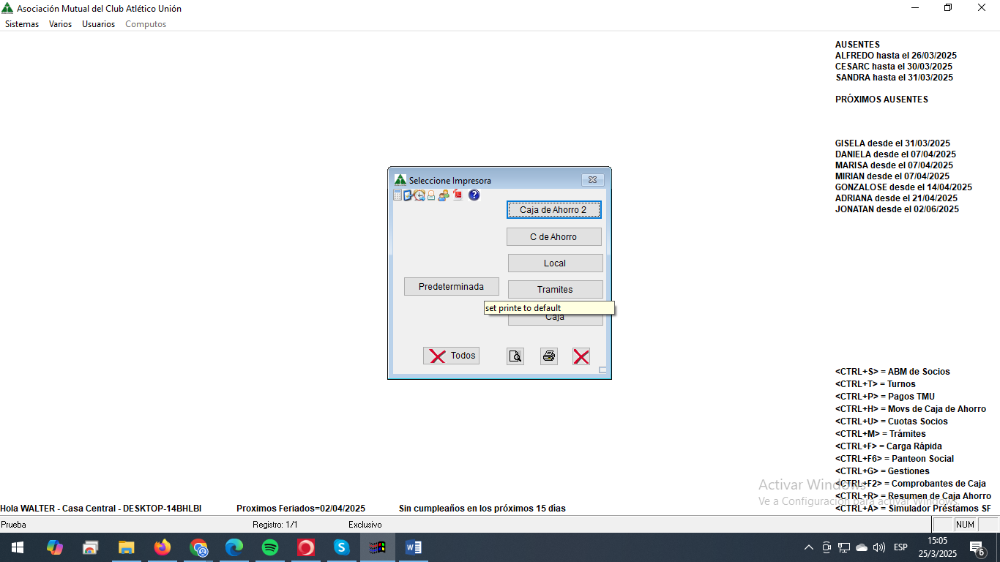 Asociación Mutual del Club Atlético Unión
Sistemas Varios Usuarios Computos
AUSENTES
ALFREDO hasta el 26/03/2025
CESARC hasta el 30/03/2025
SANDRA hasta el 31/03/2025
PRÓXIMOS AUSENTES
GISELA desde el 31/03/2025
DANIELA desde el 07/04/2025
MARISA desde el 07/04/2025
MIRIAN desde el 07/04/2025
GONZALOSE desde el 14/04/2025
ADRIANA desde el 21/04/2025
JONATAN desde el 02/06/2025
Seleccione Impresora
Caja de Ahorro 2
C de Ahorro
Local
Predeterminada
Tramites
set printe to default
Caja
Todos
<CTRL+S> = ABM de Socios
<CTRL+T> = Turnos
<CTRL+P> = Pagos TMU
<CTRL+H> = Movs de Caja de Ahorro
<CTRL+U> = Cuotas Socios
<CTRL+M> = Trámites
<CTRL+F> = Carga Rápida
<CTRL+F6> = Panteon Social
<CTRL+G> = Gestiones
<CTRL+F2> = Comprobantes de Caja
<CTRL+R> = Resumen de Caja Ahorro
<CTRL+A> = Simulador Préstamos SF
Activar Windows
Ve a Configuración para activar Windows.
Hola WALTER - Casa Central - DESKTOP-14BHLBI Proximos Feriados=02/04/2025 Sin cumpleaños en los próximos 15 dias
Prueba Registro: 1/1 Exclusivo NUM
ESP
15:05
25/3/2025
6